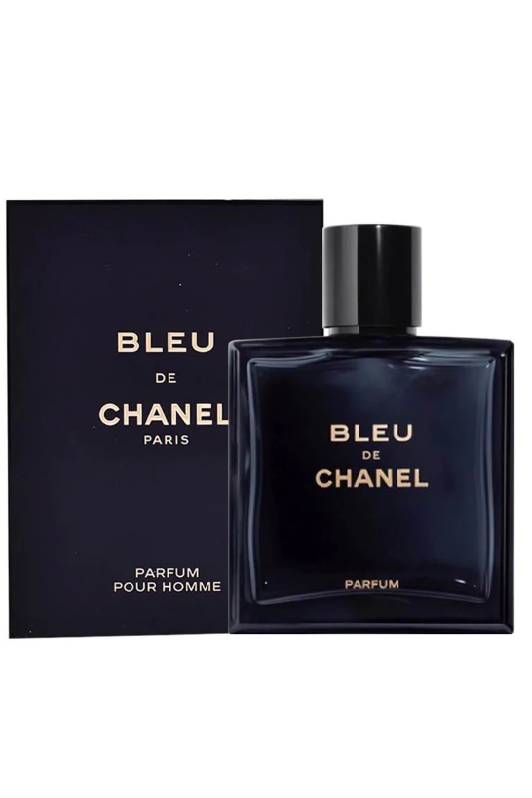 BLEU
DE
CHANEL
PARIS
PARFUM
POUR HOMME
BLEU
DE
CHANEL
PARFUM